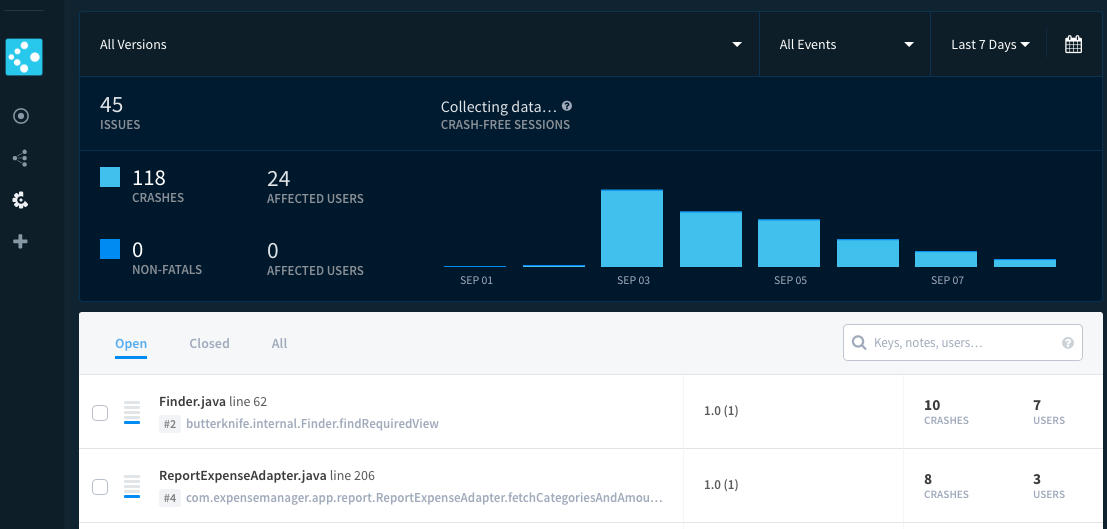 All Versions
All Events
Last 7 Days
45
ISSUES
Collecting data… ?
CRASH-FREE SESSIONS
118
CRASHES
24
AFFECTED USERS
0
NON-FATALS
0
AFFECTED USERS
SEP 01
SEP 03
SEP 05
SEP 07
Open
Closed
All
Keys, notes, users… ?
Finder.java line 62
#2 butterknife.internal.Finder.findRequiredView
1.0 (1)
10
CRASHES
7
USERS
ReportExpenseAdapter.java line 206
#4 com.expensemanager.app.report.ReportExpenseAdapter.fetchCategoriesAndAmou…
1.0 (1)
8
CRASHES
3
USERS